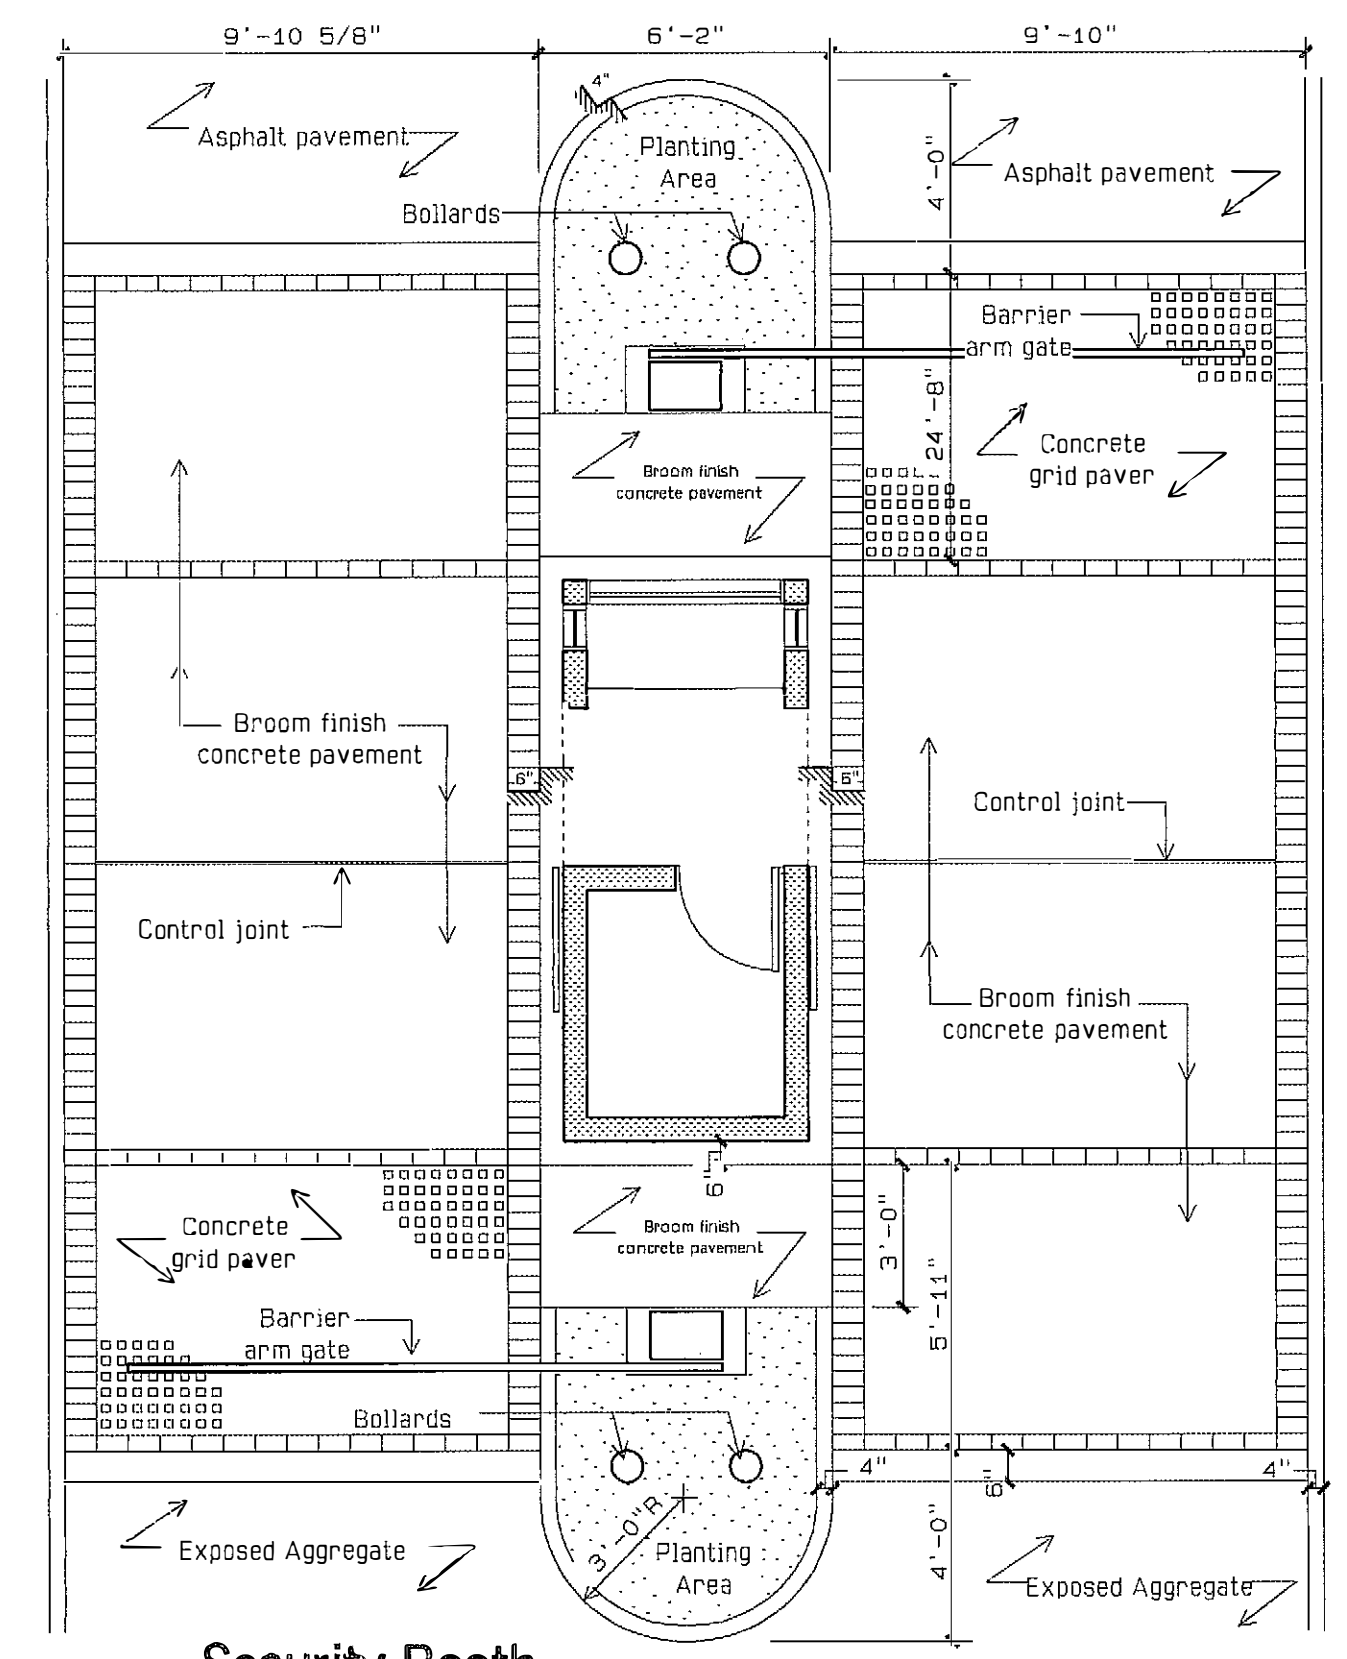 9'-10 5/8"
6'-2"
9'-10"
4"
Asphalt pavement
Planting
Area
4'-0"
Asphalt pavement
Bollards
Barrier
arm gate
24'-8"
Concrete
grid paver
Broom finish
concrete pavement
Broom finish
concrete pavement
6"
6"
Control joint
Control joint
Broom finish
concrete pavement
6"
Concrete
grid paver
Broom finish
concrete pavement
3'-0"
5'-11"
Barrier
arm gate
Bollards
4"
4"
6"
3'-0"R
4'-0"
Exposed Aggregate
Planting
Area
Exposed Aggregate
Security Booth